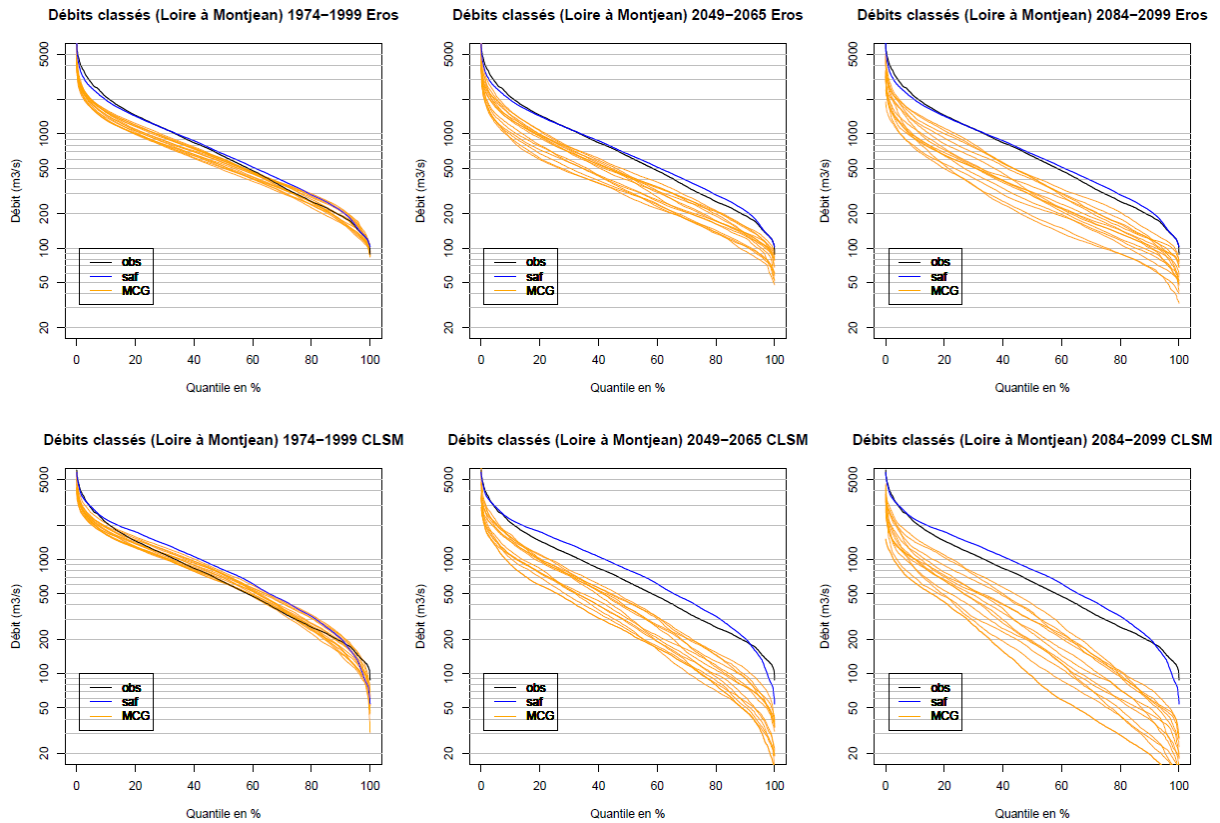 Débits classés (Loire à Montjean) 1974−1999 Eros
Débit (m3/s)
5000
1000
500
200
100
50
20
obs
saf
MCG
0 20 40 60 80 100
Quantile en %
Débits classés (Loire à Montjean) 2049−2065 Eros
Débit (m3/s)
5000
1000
500
200
100
50
20
obs
saf
MCG
0 20 40 60 80 100
Quantile en %
Débits classés (Loire à Montjean) 2084−2099 Eros
Débit (m3/s)
5000
1000
500
200
100
50
20
obs
saf
MCG
0 20 40 60 80 100
Quantile en %
Débits classés (Loire à Montjean) 1974−1999 CLSM
Débit (m3/s)
5000
1000
500
200
100
50
20
obs
saf
MCG
0 20 40 60 80 100
Quantile en %
Débits classés (Loire à Montjean) 2049−2065 CLSM
Débit (m3/s)
5000
1000
500
200
100
50
20
obs
saf
MCG
0 20 40 60 80 100
Quantile en %
Débits classés (Loire à Montjean) 2084−2099 CLSM
Débit (m3/s)
5000
1000
500
200
100
50
20
obs
saf
MCG
0 20 40 60 80 100
Quantile en %